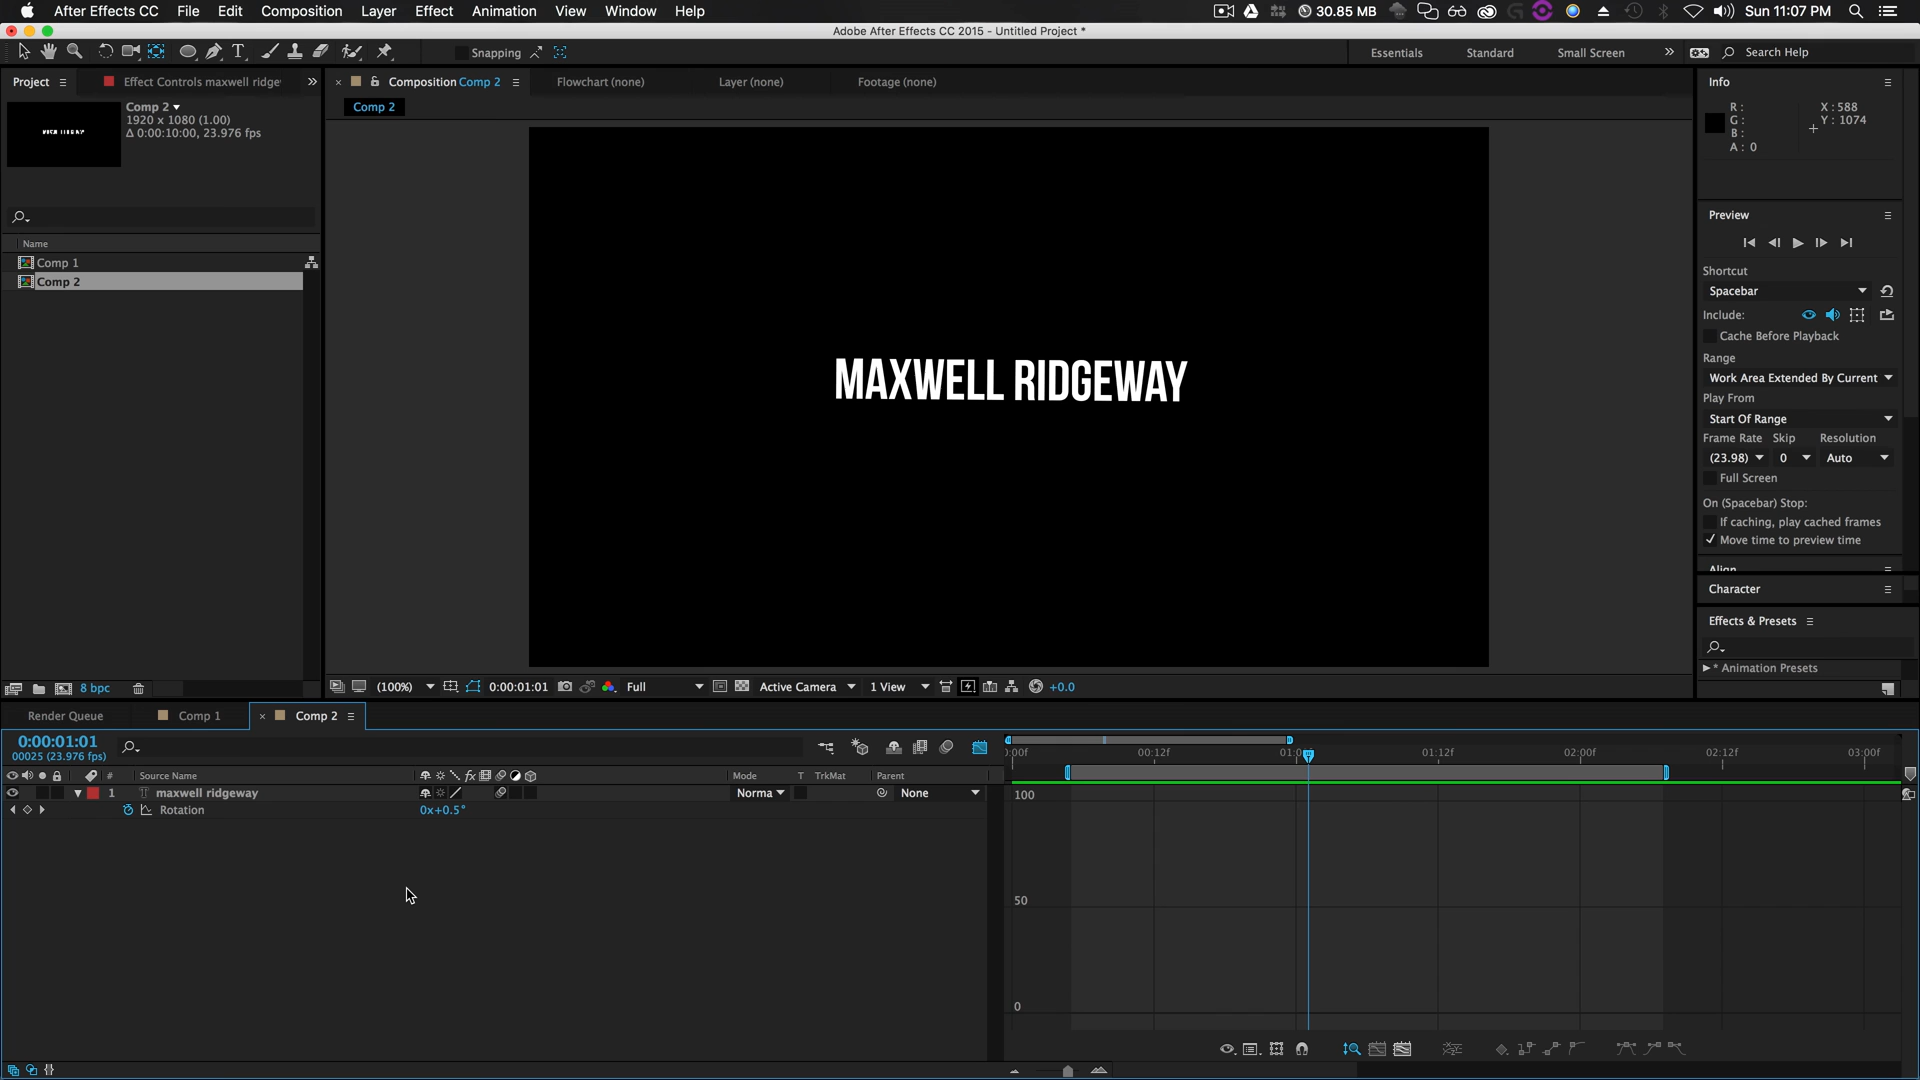 After Effects CC File Edit Composition Layer Effect Animation View Window Help 30.85 MB Sun 11:07 PM
Adobe After Effects CC 2015 - Untitled Project *
Snapping Essentials Standard Small Screen Search Help
Project Effect Controls maxwell ridge Composition Comp 2 Flowchart (none) Layer (none) Footage (none) Info
Comp 2
1920 x 1080 (1.00)
Δ 0:00:10:00, 23.976 fps
Comp 2
R :
G :
B :
A : 0
X : 588
Y : 1074
Name
Comp 1
Comp 2
MAXWELL RIDGEWAY
Preview
Shortcut
Spacebar
Include:
Cache Before Playback
Range
Work Area Extended By Current
Play From
Start Of Range
Frame Rate Skip Resolution
(23.98) 0 Auto
Full Screen
On (Spacebar) Stop:
If caching, play cached frames
Move time to preview time
Align
Character
Effects & Presets
* Animation Presets
8 bpc (100%) 0:00:01:01 Full Active Camera 1 View +0.0
Render Queue Comp 1 Comp 2
0:00:01:01
00025 (23.976 fps)
:00f 00:12f 01:0 01:12f 02:00f 02:12f 03:00f
# Source Name fx Mode T TrkMat Parent
1 T maxwell ridgeway Norma None
Rotation 0x+0.5°
100
50
0